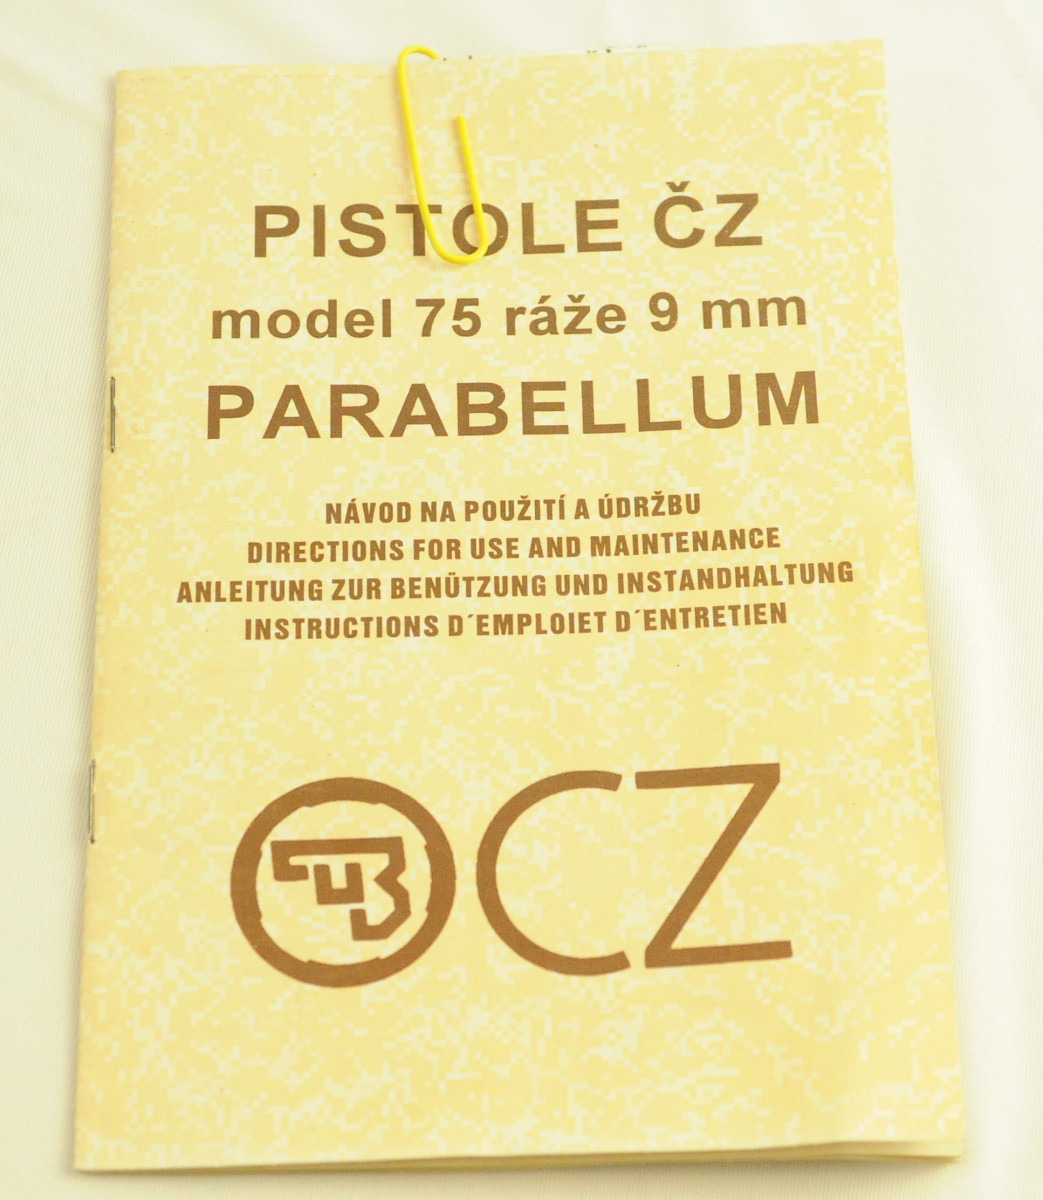 PISTOLE ČZ
model 75 ráže 9 mm
PARABELLUM
NÁVOD NA POUŽITÍ A ÚDRŽBU
DIRECTIONS FOR USE AND MAINTENANCE
ANLEITUNG ZUR BENÜTZUNG UND INSTANDHALTUNG
INSTRUCTIONS D´EMPLOIET D´ENTRETIEN
CZ